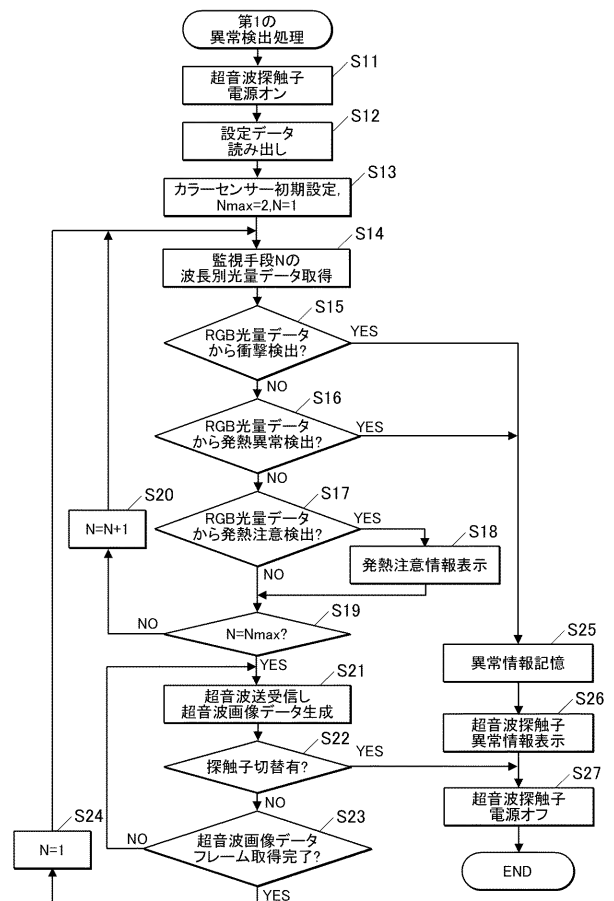 第1の
異常検出処理
S11
超音波探触子
電源オン
S12
設定データ
読み出し
S13
カラーセンサー初期設定,
Nmax=2,N=1
S14
監視手段Nの
波長別光量データ取得
S15
RGB光量データ
から衝撃検出?
YES
NO
S16
RGB光量データ
から発熱異常検出?
YES
NO
S17
RGB光量データ
から発熱注意検出?
YES
NO
S18
発熱注意情報表示
S20
N=N+1
S19
N=Nmax?
NO
YES
S21
超音波送受信し
超音波画像データ生成
S22
探触子切替有?
YES
NO
S23
超音波画像データ
フレーム取得完了?
NO
YES
S24
N=1
S25
異常情報記憶
S26
超音波探触子
異常情報表示
S27
超音波探触子
電源オフ
END